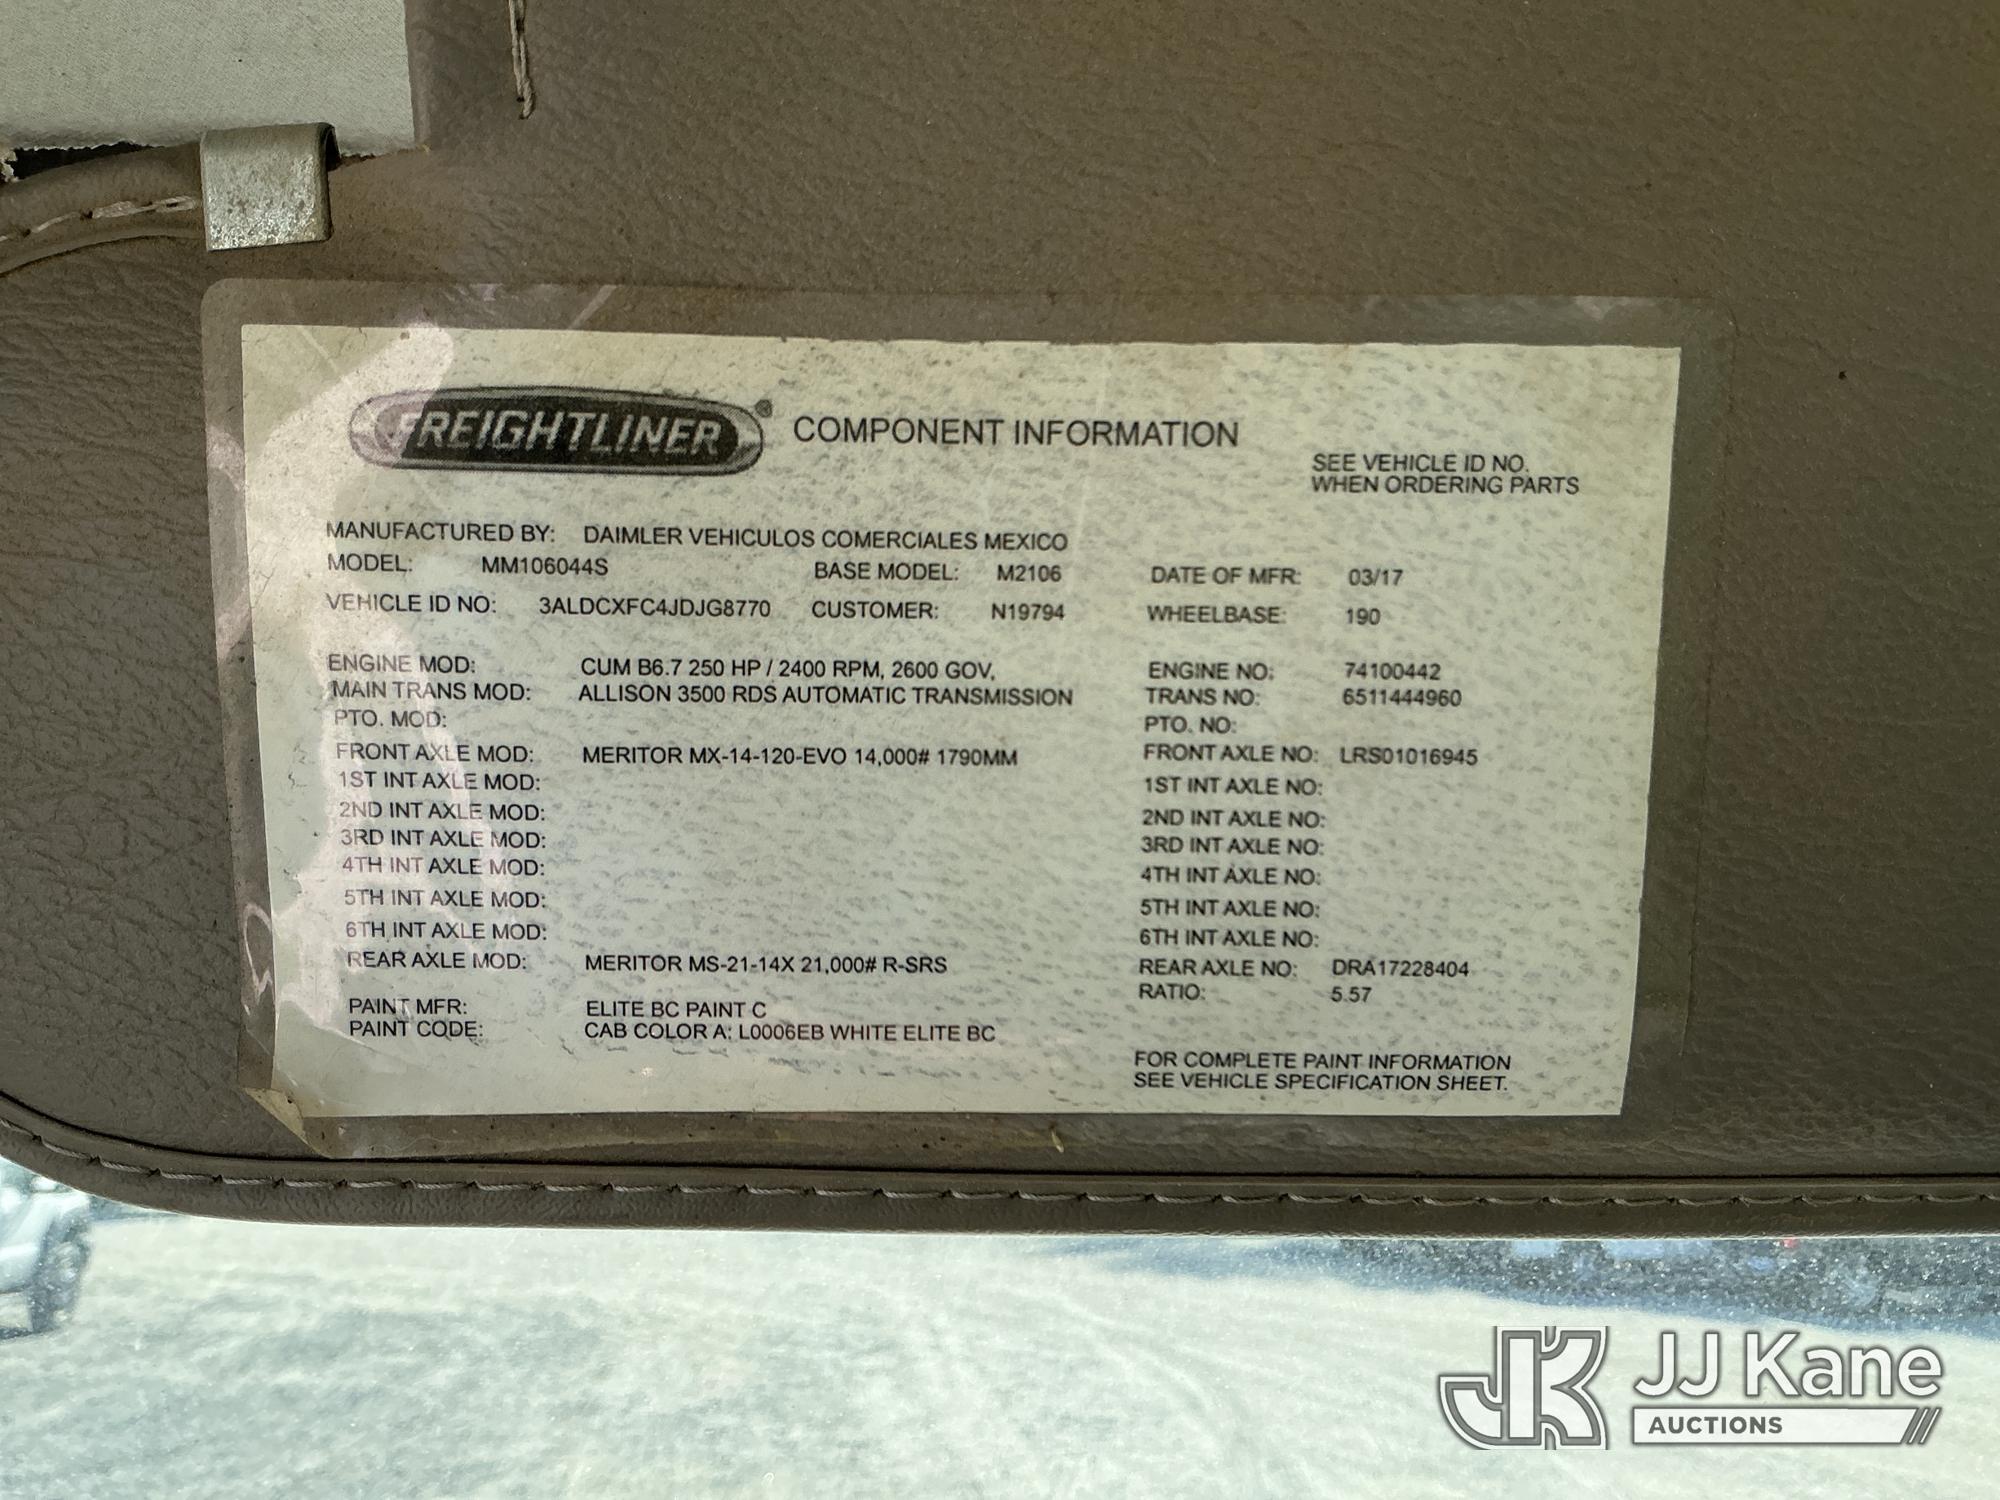 FREIGHTLINER® COMPONENT INFORMATION
SEE VEHICLE ID NO.
WHEN ORDERING PARTS
MANUFACTURED BY: DAIMLER VEHICULOS COMERCIALES MEXICO
MODEL: MM106044S BASE MODEL: M2106 DATE OF MFR: 03/17
VEHICLE ID NO: 3ALDCXFC4JDJG8770 CUSTOMER: N19794 WHEELBASE: 190
ENGINE MOD: CUM B6.7 250 HP / 2400 RPM, 2600 GOV, ENGINE NO: 74100442
MAIN TRANS MOD: ALLISON 3500 RDS AUTOMATIC TRANSMISSION TRANS NO: 6511444960
PTO. MOD: PTO. NO:
FRONT AXLE MOD: MERITOR MX-14-120-EVO 14,000# 1790MM FRONT AXLE NO: LRS01016945
1ST INT AXLE MOD: 1ST INT AXLE NO:
2ND INT AXLE MOD: 2ND INT AXLE NO:
3RD INT AXLE MOD: 3RD INT AXLE NO:
4TH INT AXLE MOD: 4TH INT AXLE NO:
5TH INT AXLE MOD: 5TH INT AXLE NO:
6TH INT AXLE MOD: 6TH INT AXLE NO:
REAR AXLE MOD: MERITOR MS-21-14X 21,000# R-SRS REAR AXLE NO: DRA17228404
RATIO: 5.57
PAINT MFR: ELITE BC PAINT C
PAINT CODE: CAB COLOR A: L0006EB WHITE ELITE BC
FOR COMPLETE PAINT INFORMATION
SEE VEHICLE SPECIFICATION SHEET.
JK JJ Kane
AUCTIONS